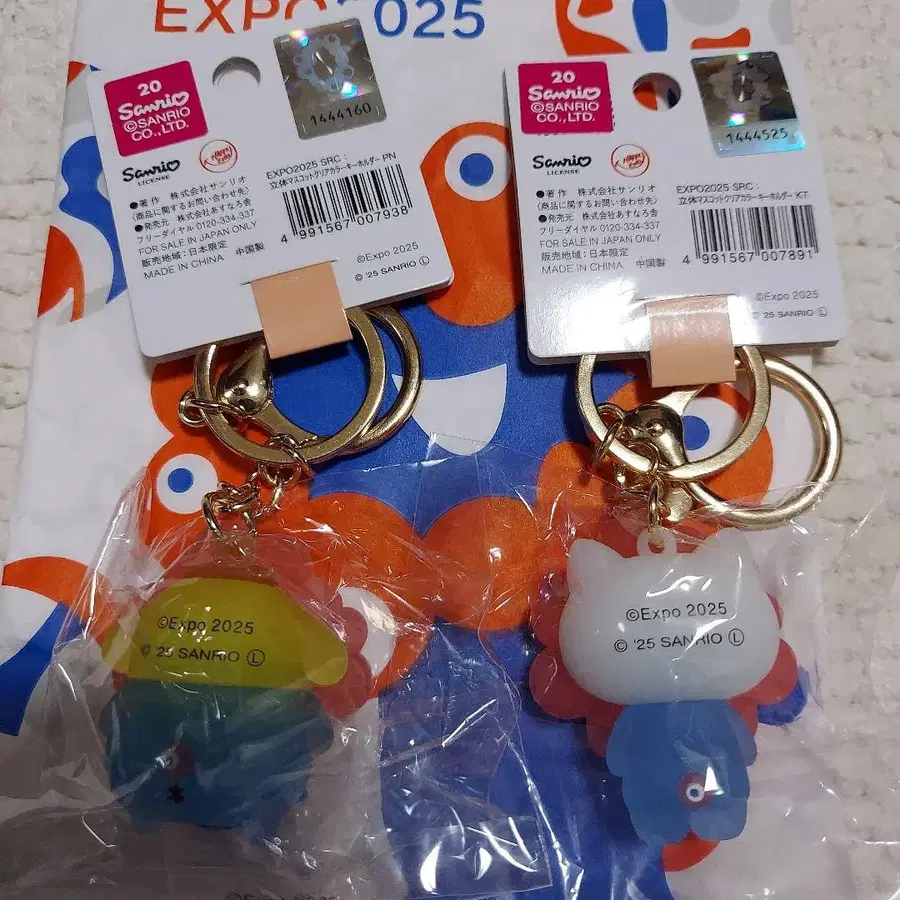 EXPO2025
20
Sanrio
©SANRIO
CO.,LTD.
1444160
Sanrio
LICENSE
EXPO2025 SRC：
立体マスコットクリアカラーキーホルダー PN
●著作　株式会社サンリオ
〈商品に関するお問い合わせ先〉
●発売元　株式会社あすなろ舎
フリーダイヤル 0120-334-337
FOR SALE IN JAPAN ONLY
販売地域：日本限定
MADE IN CHINA　中国製
4 991567 007938
©Expo 2025
© '25 SANRIO Ⓛ
20
Sanrio
©SANRIO
CO.,LTD.
1444525
Sanrio
LICENSE
EXPO2025 SRC：
立体マスコットクリアカラーキーホルダー KT
●著作　株式会社サンリオ
〈商品に関するお問い合わせ先〉
●発売元　株式会社あすなろ舎
フリーダイヤル 0120-334-337
FOR SALE IN JAPAN ONLY
販売地域：日本限定
MADE IN CHINA　中国製
4 991567 007891
©Expo 2025
© '25 SANRIO Ⓛ
©Expo 2025
© '25 SANRIO Ⓛ
©Expo 2025
© '25 SANRIO Ⓛ